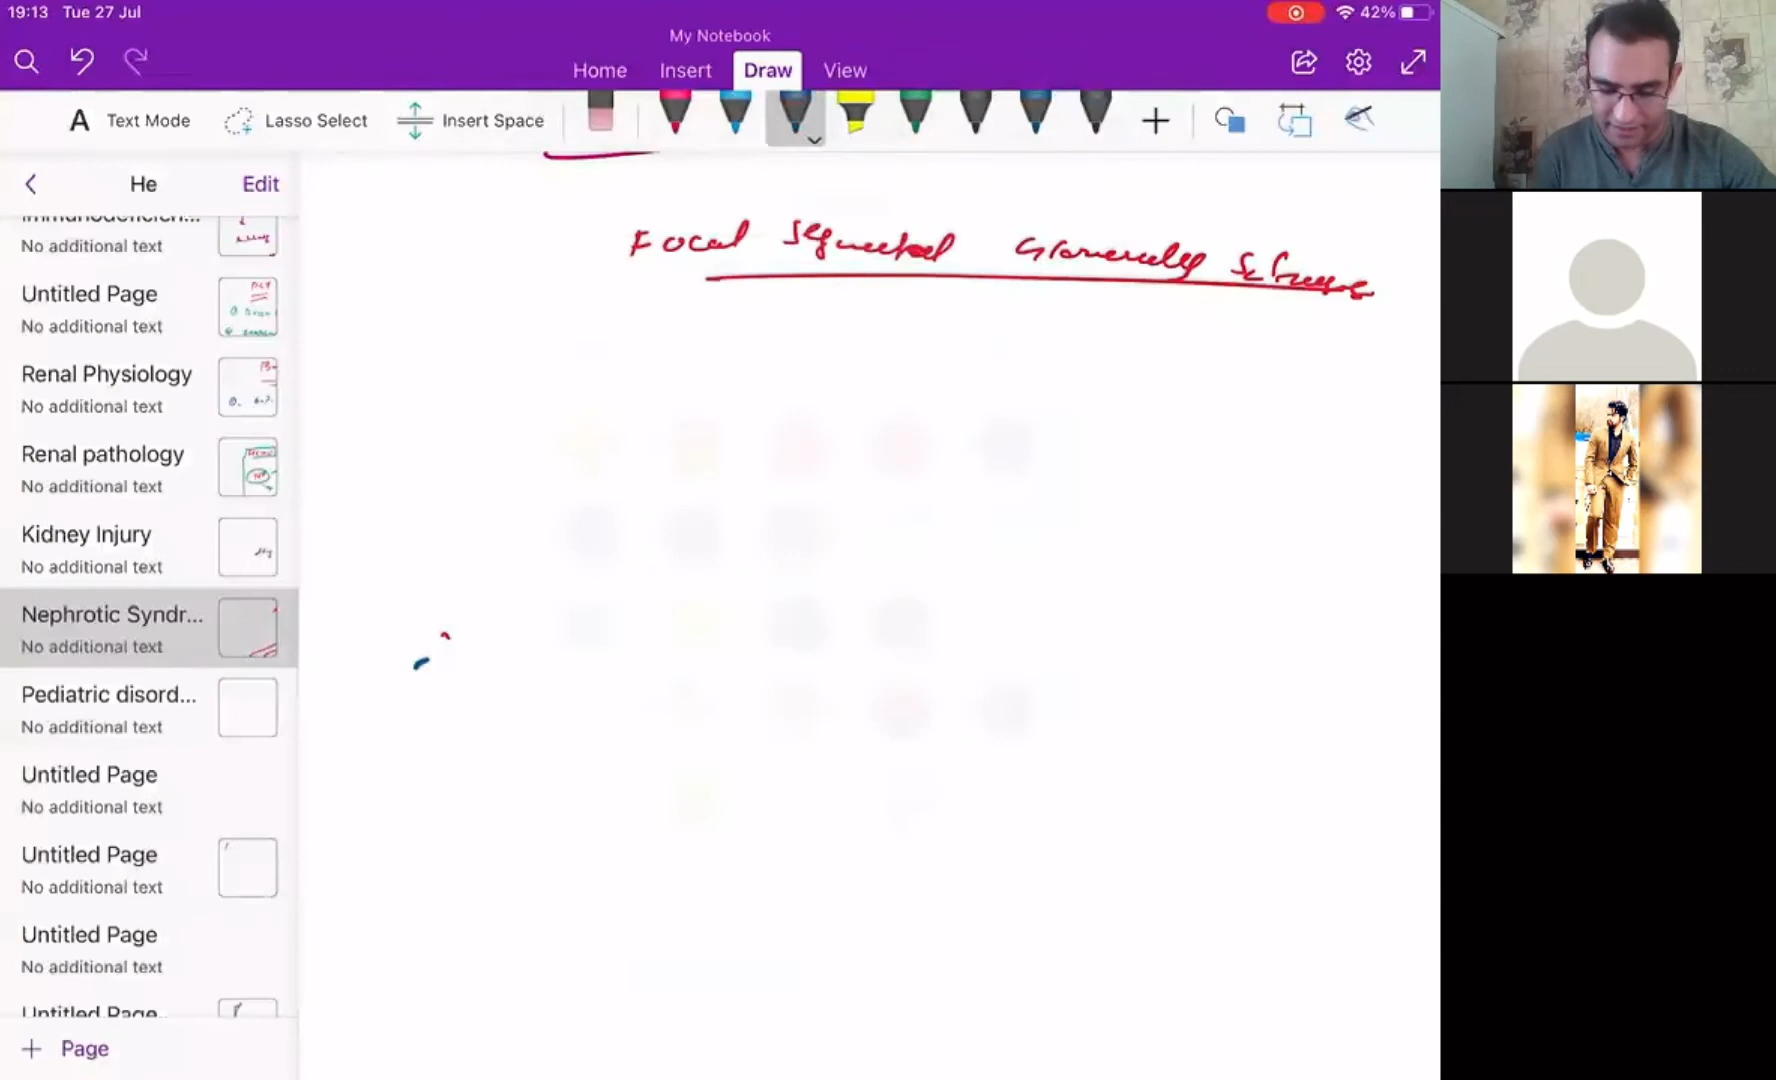 19:13 Tue 27 Jul
42%
My Notebook
Home Insert Draw View
A Text Mode Lasso Select Insert Space
He Edit
No additional text
Untitled Page
No additional text
Renal Physiology
No additional text
Renal pathology
No additional text
Kidney Injury
No additional text
Nephrotic Syndr...
No additional text
Pediatric disord...
No additional text
Untitled Page
No additional text
Untitled Page
No additional text
Untitled Page
No additional text
Untitled Page
+ Page
Focal